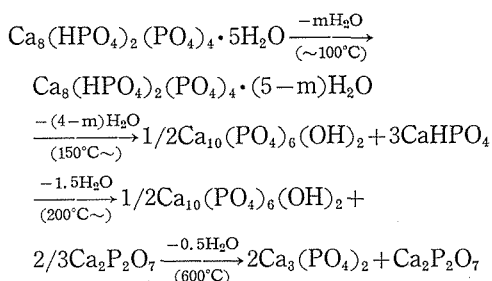 Ca₈(HPO₄)₂(PO₄)₄•5H₂O —−mH₂O (~100°C)→
Ca₈(HPO₄)₂(PO₄)₄•(5−m)H₂O
—−(4−m)H₂O (150°C~)→ 1/2Ca₁₀(PO₄)₆(OH)₂+3CaHPO₄
—−1.5H₂O (200°C~)→ 1/2Ca₁₀(PO₄)₆(OH)₂+
2/3Ca₂P₂O₇ —−0.5H₂O (600°C)→ 2Ca₃(PO₄)₂+Ca₂P₂O₇